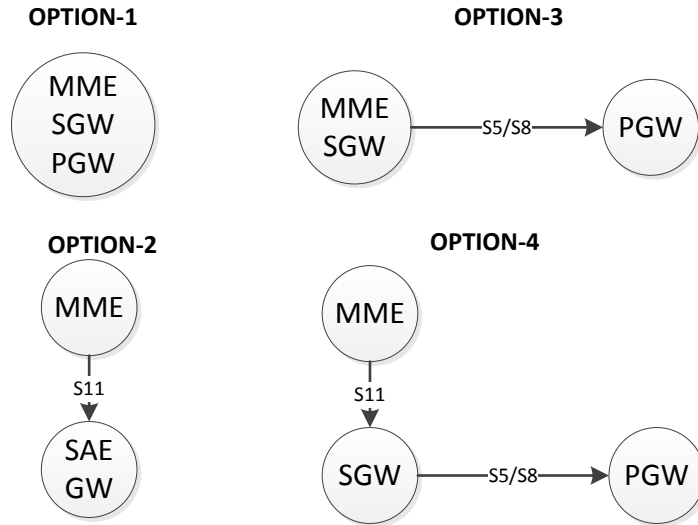 OPTION-1
MME
SGW
PGW
OPTION-3
MME
SGW
S5/S8
PGW
OPTION-2
MME
S11
SAE
GW
OPTION-4
MME
S11
SGW
S5/S8
PGW